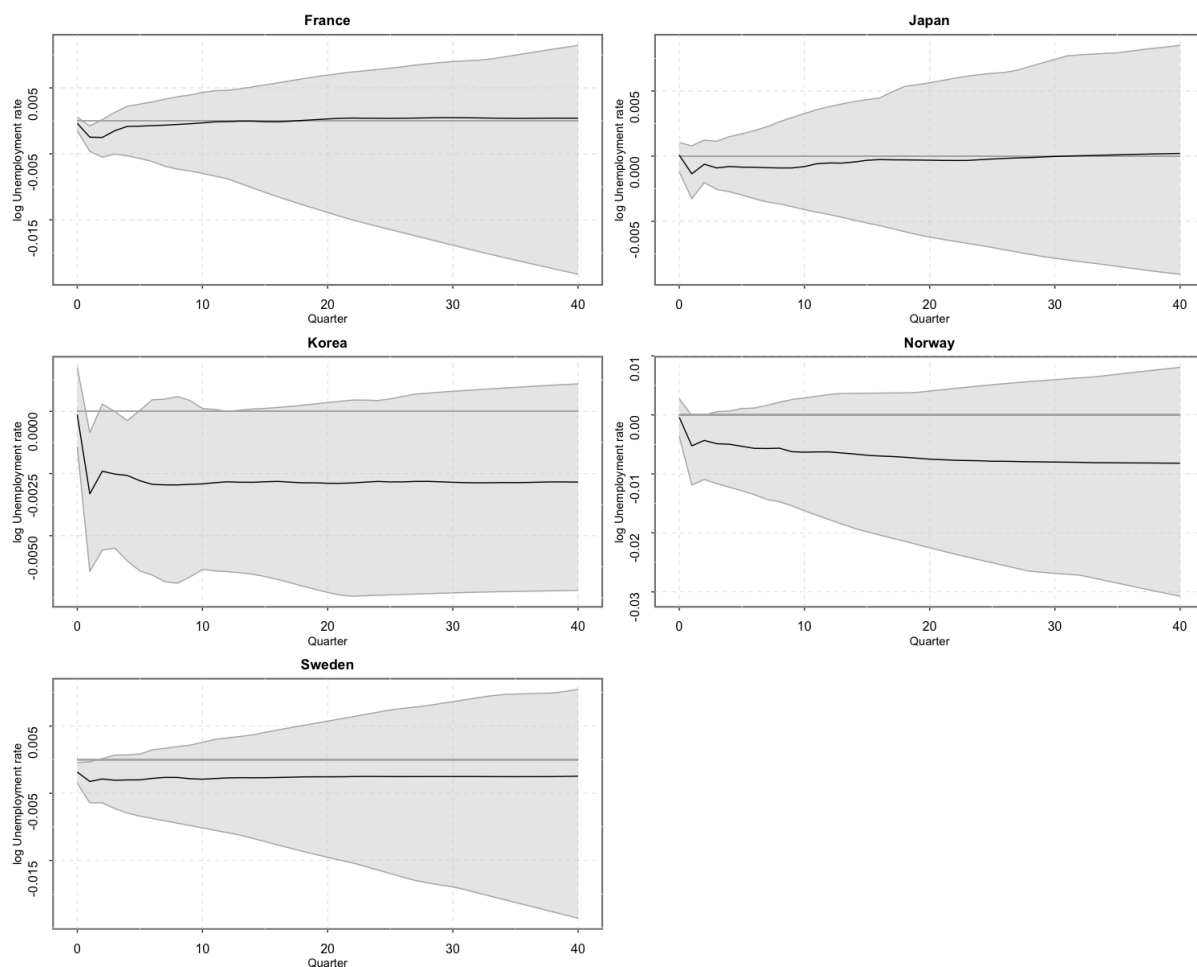 France
log Unemployment rate
0.005
-0.005
-0.015
0 10 20 30 40
Quarter
Japan
log Unemployment rate
0.005
0.000
-0.005
0 10 20 30 40
Quarter
Korea
log Unemployment rate
0.0000
-0.0025
-0.0050
0 10 20 30 40
Quarter
Norway
log Unemployment rate
0.01
0.00
-0.01
-0.02
-0.03
0 10 20 30 40
Quarter
Sweden
log Unemployment rate
0.005
-0.005
-0.015
0 10 20 30 40
Quarter